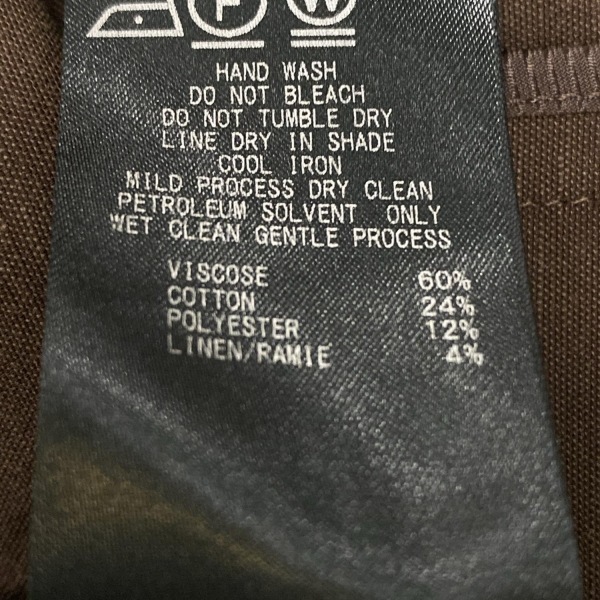 F W
HAND WASH
DO NOT BLEACH
DO NOT TUMBLE DRY
LINE DRY IN SHADE
COOL IRON
MILD PROCESS DRY CLEAN
PETROLEUM SOLVENT ONLY
WET CLEAN GENTLE PROCESS
VISCOSE 60%
COTTON 24%
POLYESTER 12%
LINEN/RAMIE 4%